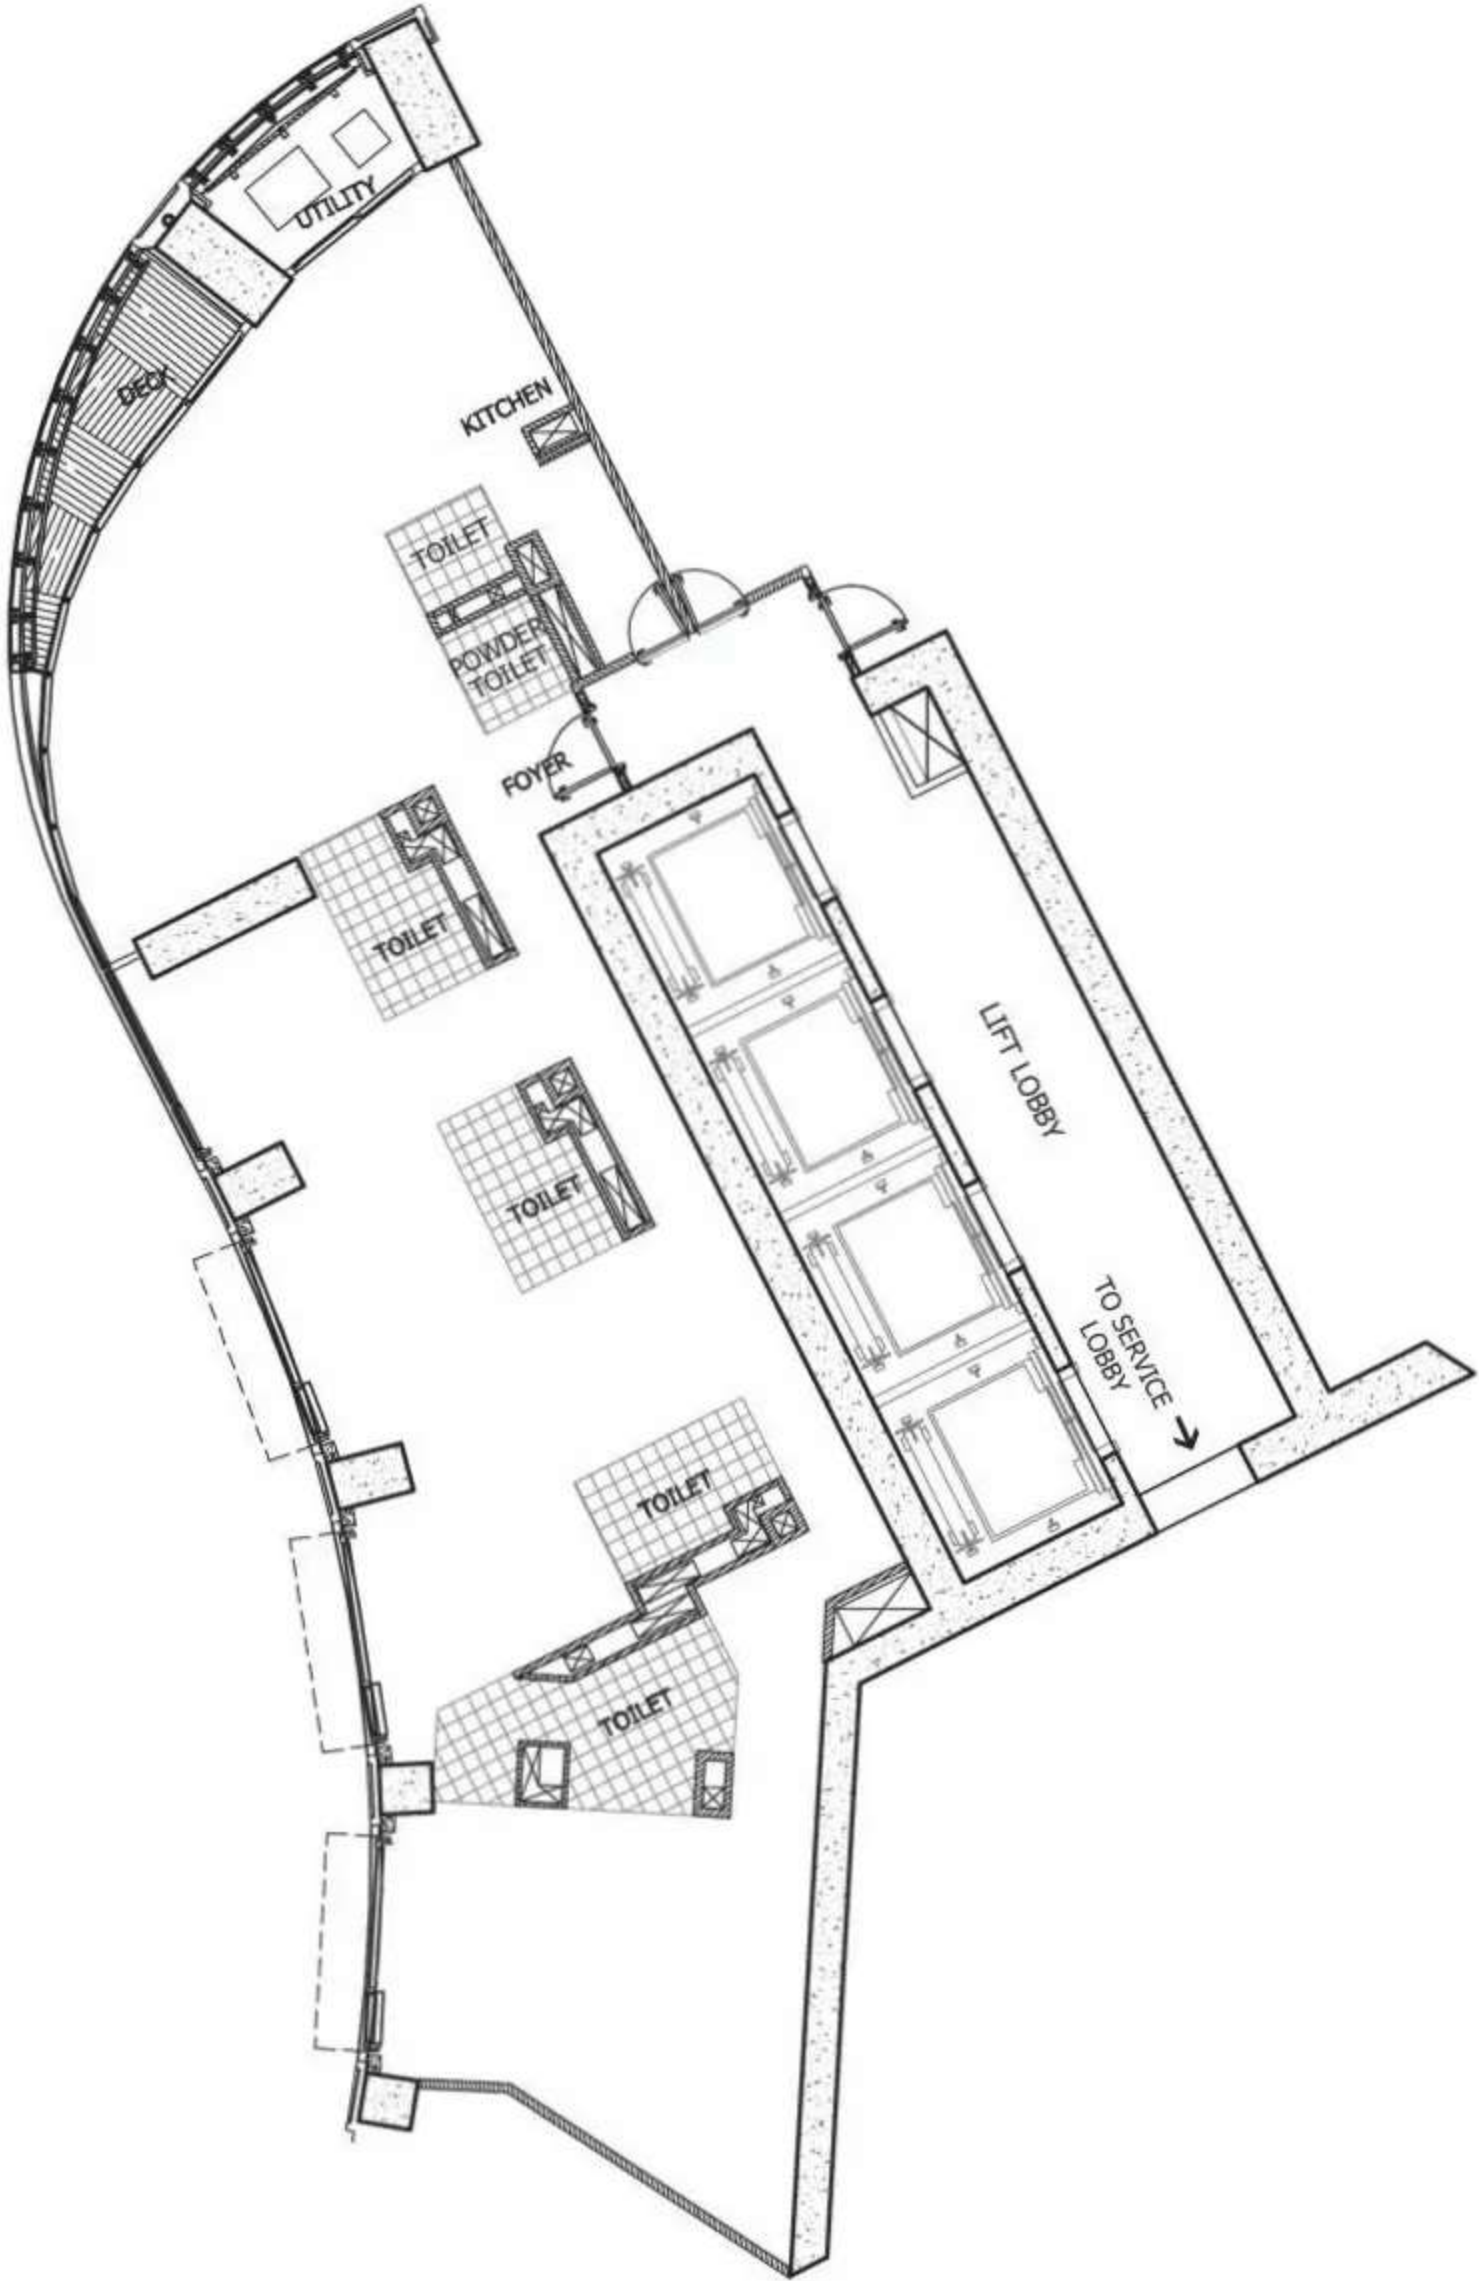 UTILITY
DECK
KITCHEN
TOILET
POWDER
TOILET
FOYER
TOILET
LIFT LOBBY
TOILET
TO SERVICE
LOBBY
TOILET
TOILET